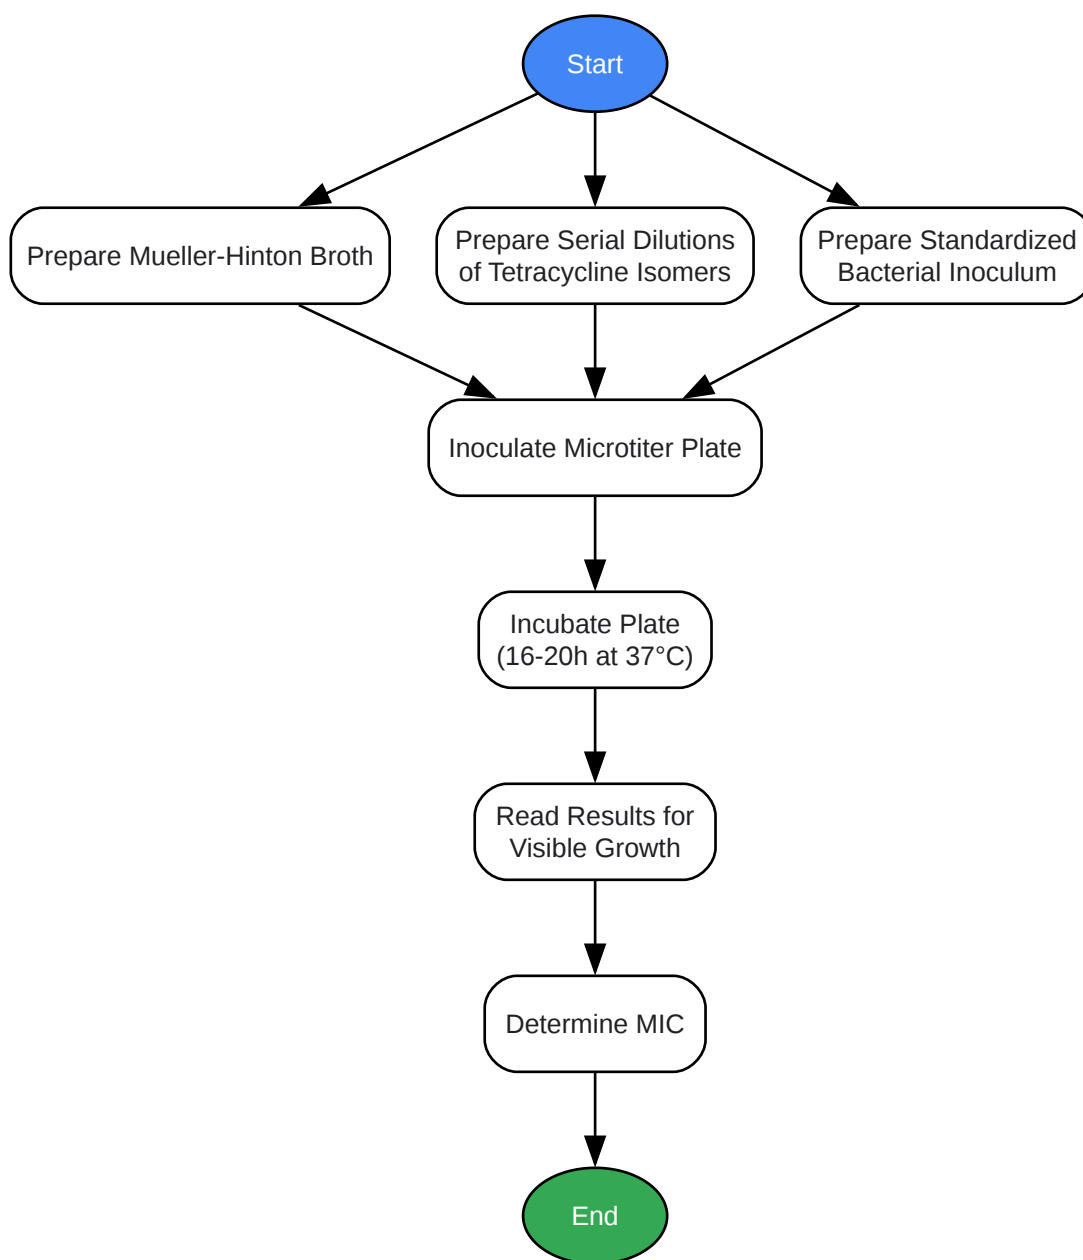 Start
Prepare Mueller-Hinton Broth
Prepare Serial Dilutions
of Tetracycline Isomers
Prepare Standardized
Bacterial Inoculum
Inoculate Microtiter Plate
Incubate Plate
(16-20h at 37°C)
Read Results for
Visible Growth
Determine MIC
End